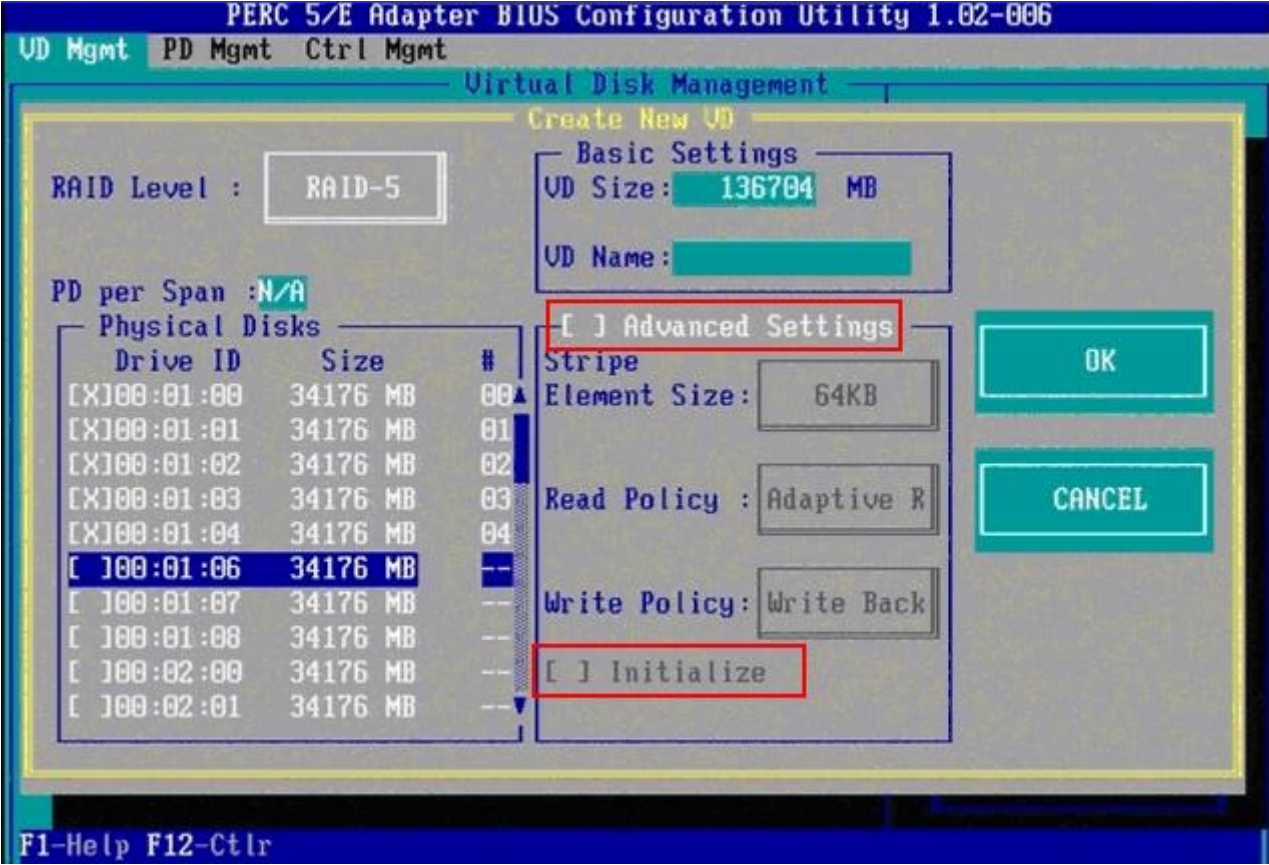 PERC 5/E Adapter BIOS Configuration Utility 1.02-006
VD Mgmt PD Mgmt Ctrl Mgmt
Virtual Disk Management
Create New VD
RAID Level : RAID-5
PD per Span :N/A
Physical Disks
Drive ID Size #
[X]00:01:00 34176 MB 00
[X]00:01:01 34176 MB 01
[X]00:01:02 34176 MB 02
[X]00:01:03 34176 MB 03
[X]00:01:04 34176 MB 04
[ ]00:01:06 34176 MB --
[ ]00:01:07 34176 MB --
[ ]00:01:08 34176 MB --
[ ]00:02:00 34176 MB --
[ ]00:02:01 34176 MB --
Basic Settings
VD Size: 136704 MB
VD Name:
[ ] Advanced Settings
Stripe
Element Size: 64KB
Read Policy : Adaptive R
Write Policy: Write Back
[ ] Initialize
OK
CANCEL
F1-Help F12-Ctlr